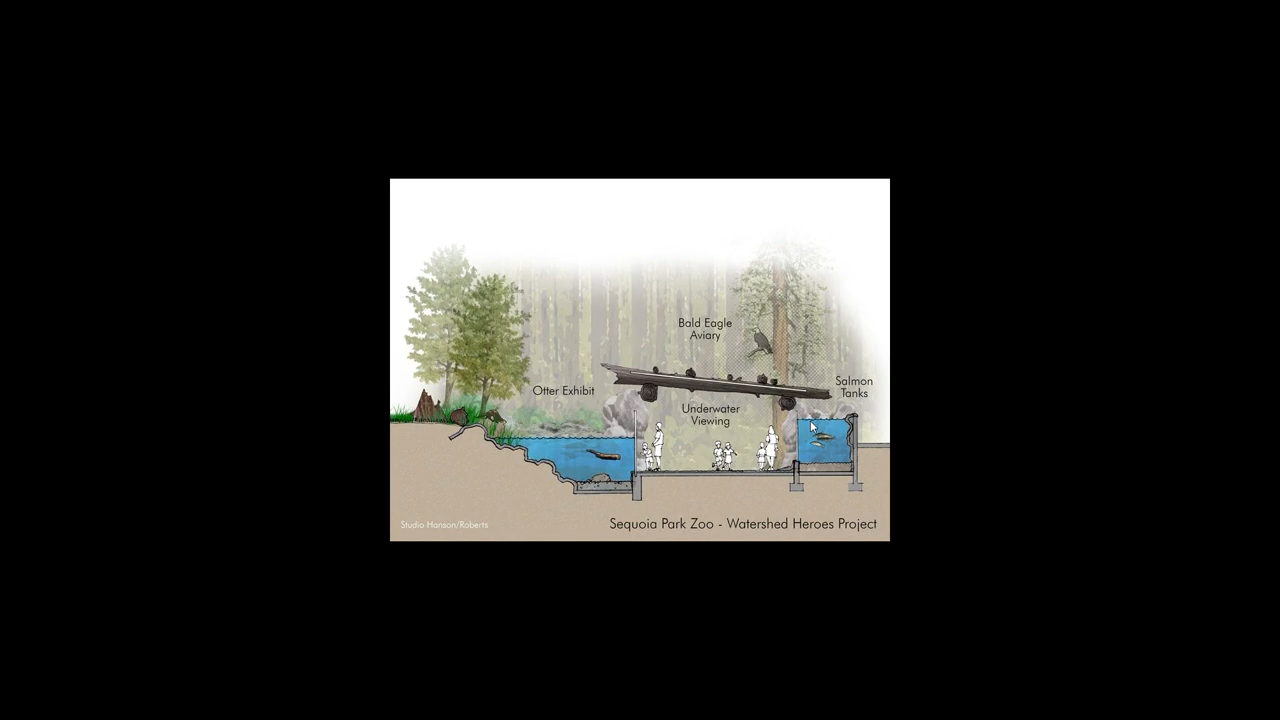 Bald Eagle
Aviary
Otter Exhibit
Salmon
Tanks
Underwater
Viewing
Studio Hanson/Roberts
Sequoia Park Zoo - Watershed Heroes Project